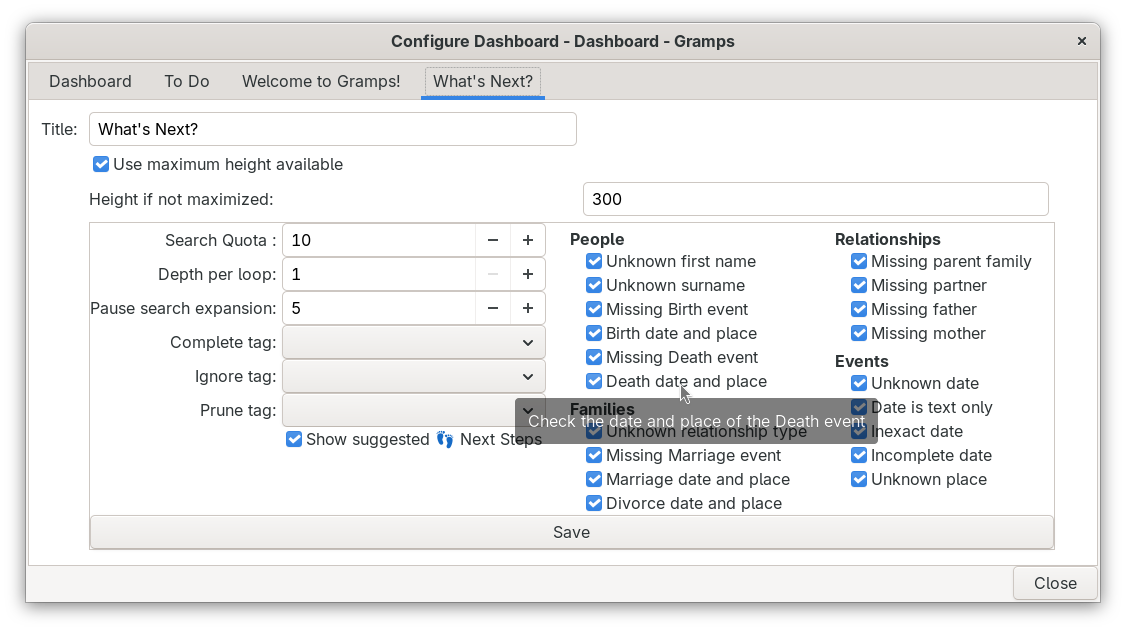 Configure Dashboard - Dashboard - Gramps
Dashboard
To Do
Welcome to Gramps!
What's Next?
Title:
What's Next?
Use maximum height available
Height if not maximized:
300
Search Quota :
10
Depth per loop:
1
Pause search expansion:
5
Complete tag:
Ignore tag:
Prune tag:
Show suggested 👣 Next Steps
People
Unknown first name
Unknown surname
Missing Birth event
Birth date and place
Missing Death event
Death date and place
Families
Check the date and place of the Death event
Unknown relationship type
Missing Marriage event
Marriage date and place
Divorce date and place
Relationships
Missing parent family
Missing partner
Missing father
Missing mother
Events
Unknown date
Date is text only
Inexact date
Incomplete date
Unknown place
Save
Close